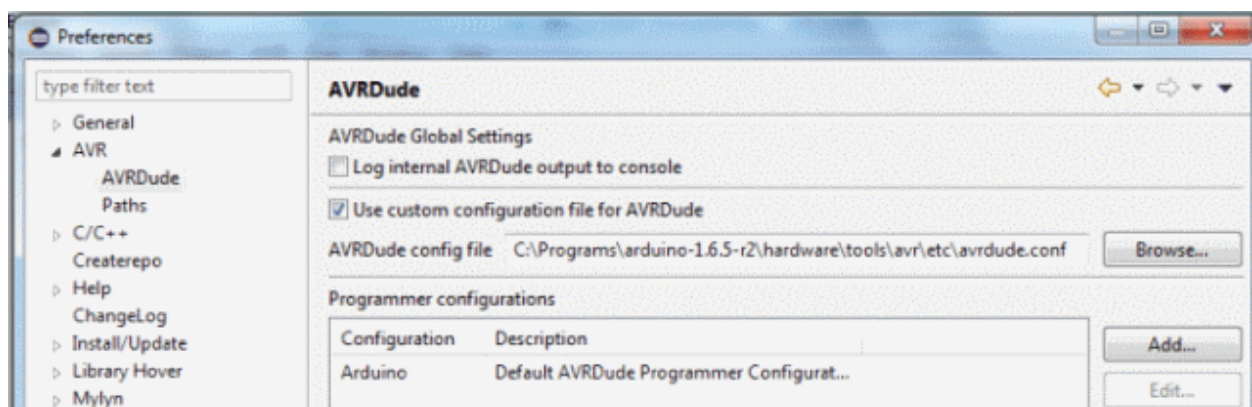 Preferences
type filter text
General
AVR
AVRDude
Paths
C/C++
Createrepo
Help
ChangeLog
Install/Update
Library Hover
Mylyn
AVRDude
AVRDude Global Settings
Log internal AVRDude output to console
Use custom configuration file for AVRDude
AVRDude config file C:\Programs\arduino-1.6.5-r2\hardware\tools\avr\etc\avrdude.conf Browse...
Programmer configurations
Configuration Description
Add...
Arduino Default AVRDude Programmer Configurat...
Edit...